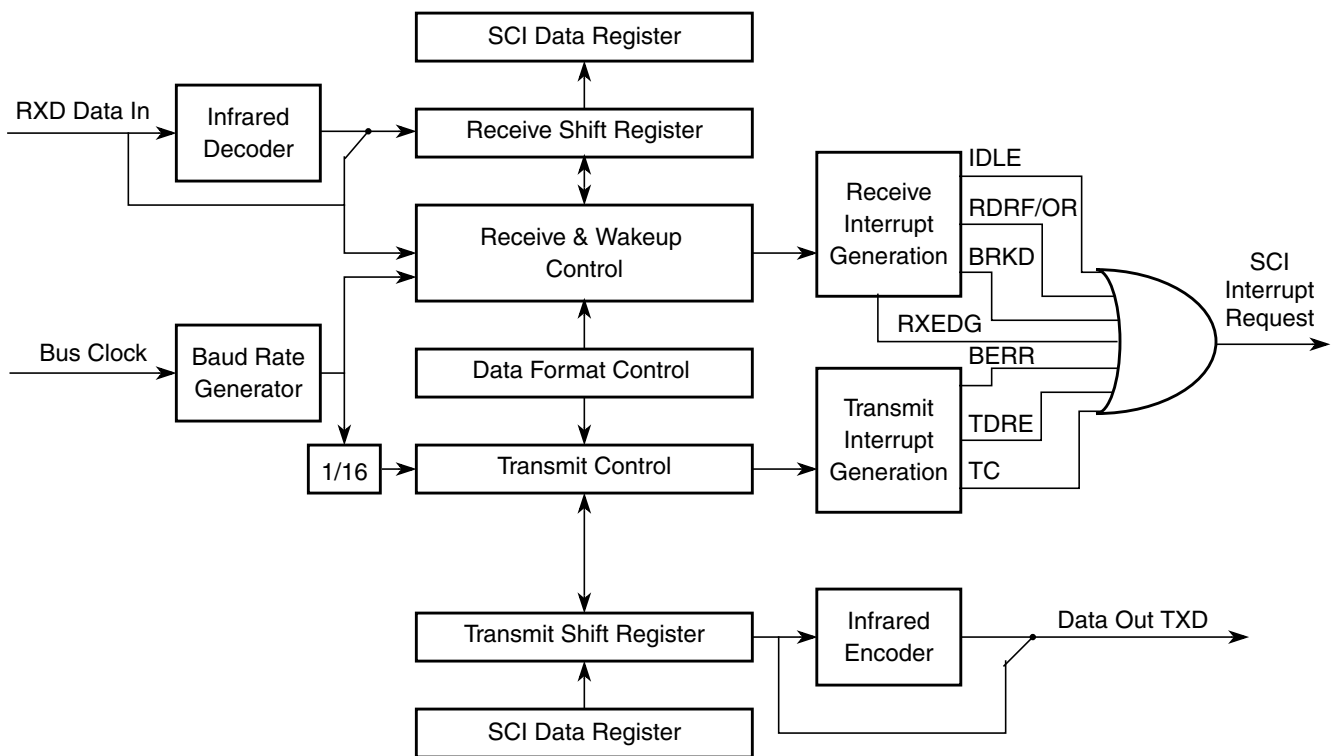 SCI Data Register
RXD Data In
Infrared
Decoder
Receive Shift Register
Receive & Wakeup
Control
Receive
Interrupt
Generation
IDLE
RDRF/OR
BRKD
RXEDG
SCI
Interrupt
Request
Bus Clock
Baud Rate
Generator
Data Format Control
BERR
1/16
Transmit Control
Transmit
Interrupt
Generation
TDRE
TC
Transmit Shift Register
Infrared
Encoder
Data Out TXD
SCI Data Register